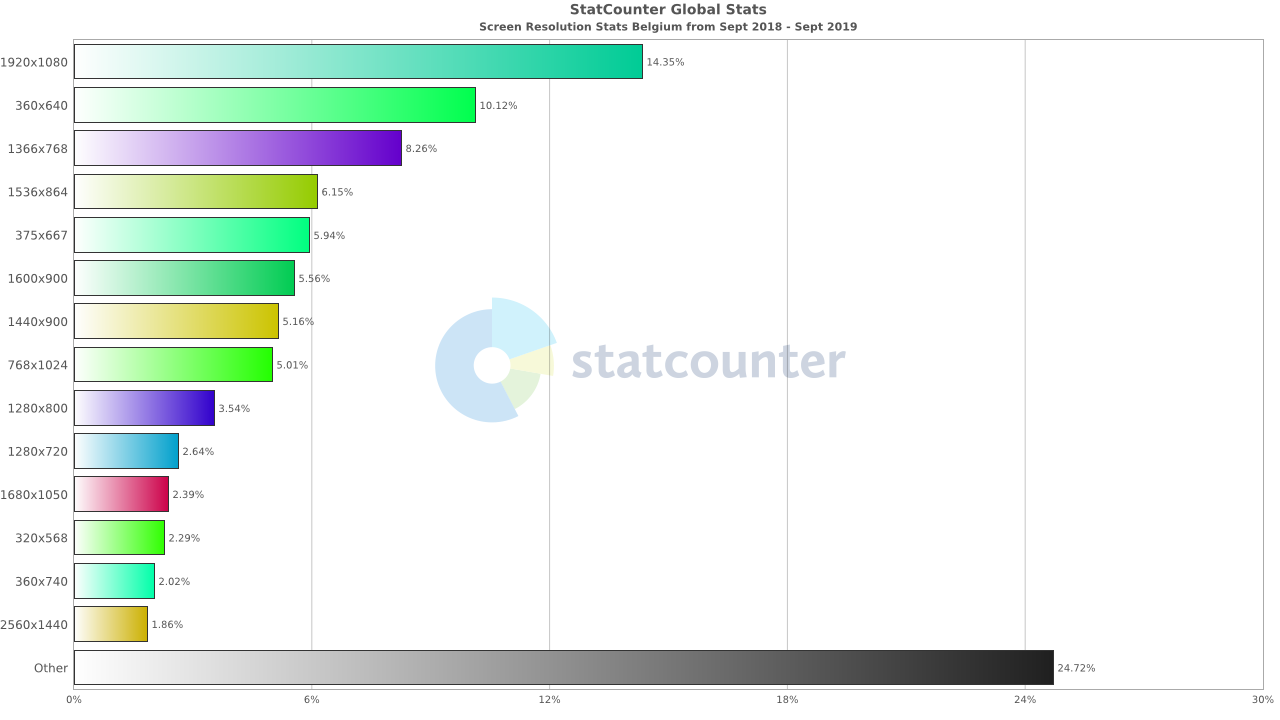 StatCounter Global Stats
Screen Resolution Stats Belgium from Sept 2018 - Sept 2019
1920x1080 14.35%
360x640 10.12%
1366x768 8.26%
1536x864 6.15%
375x667 5.94%
1600x900 5.56%
1440x900 5.16%
statcounter
768x1024 5.01%
1280x800 3.54%
1280x720 2.64%
1680x1050 2.39%
320x568 2.29%
360x740 2.02%
2560x1440 1.86%
Other 24.72%
0% 6% 12% 18% 24% 30%